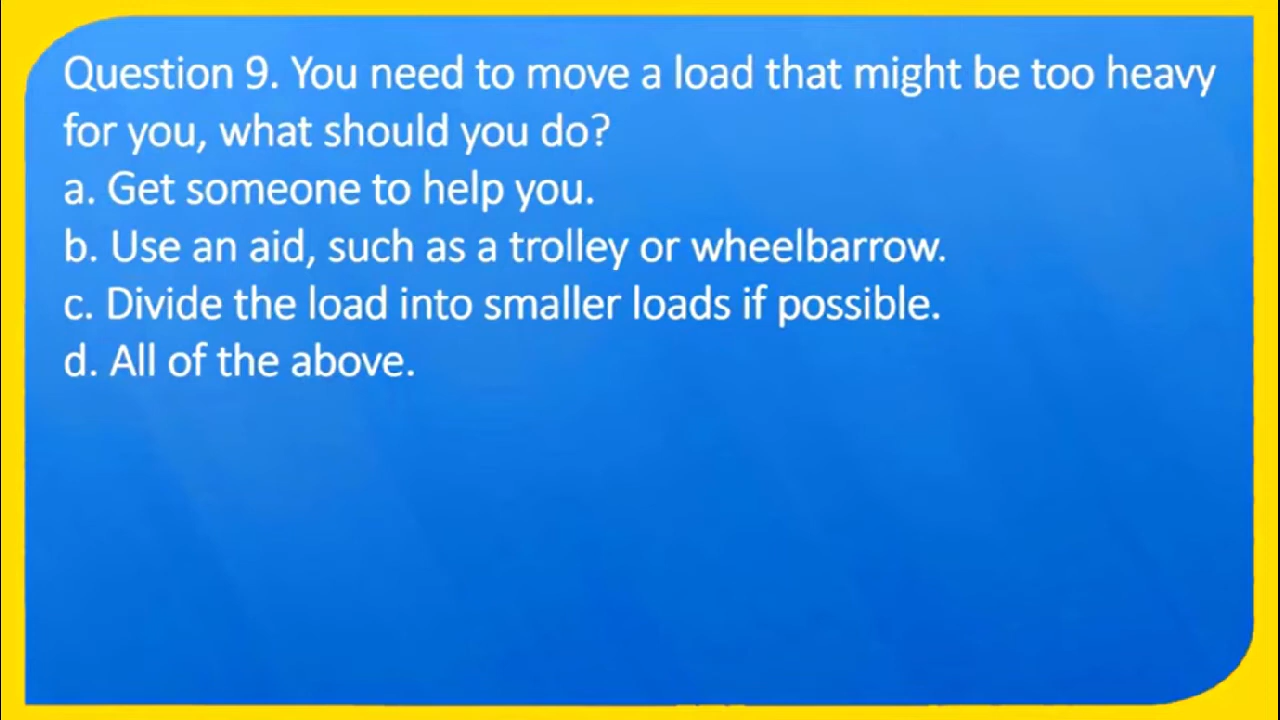 Question 9. You need to move a load that might be too heavy
for you, what should you do?
a. Get someone to help you.
b. Use an aid, such as a trolley or wheelbarrow.
c. Divide the load into smaller loads if possible.
d. All of the above.